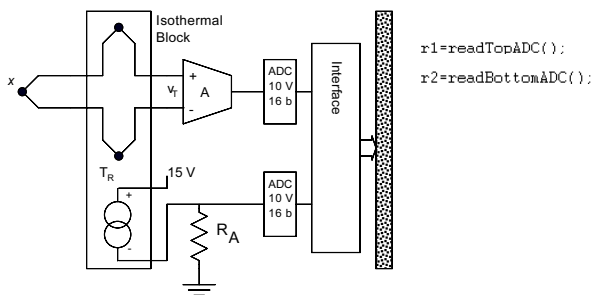 Isothermal
Block
x
+
v_T
-
A
ADC
10 V
16 b
Interface
T_R
15 V
+
-
R_A
ADC
10 V
16 b
r1=readTopADC();
r2=readBottomADC();